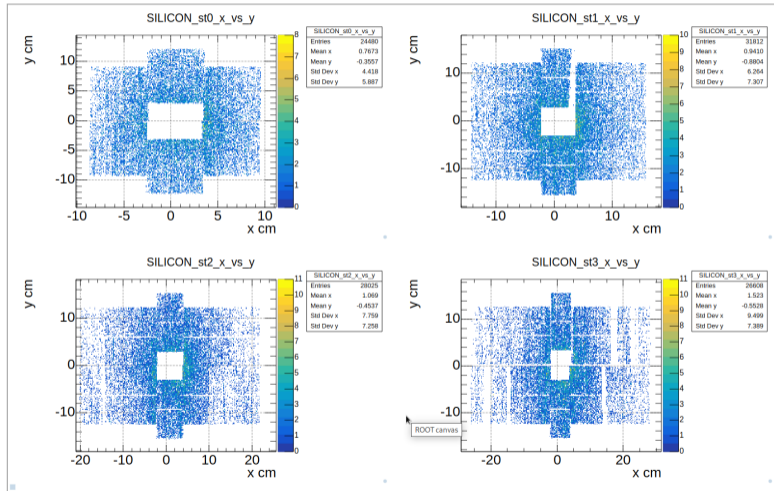 SILICON_st0_x_vs_y
y cm
10
5
0
-5
-10
-10
-5
0
5
10
x cm
8
7
6
5
4
3
2
1
0
SILICON_st0_x_vs_y
Entries 24480
Mean x 0.7673
Mean y -0.3557
Std Dev x 4.418
Std Dev y 5.887
SILICON_st1_x_vs_y
y cm
10
0
-10
-10
0
10
x cm
10
9
8
7
6
5
4
3
2
1
0
SILICON_st1_x_vs_y
Entries 31812
Mean x 0.9410
Mean y -0.8804
Std Dev x 6.264
Std Dev y 7.307
SILICON_st2_x_vs_y
y cm
10
0
-10
-20
-10
0
10
20
x cm
11
10
9
8
7
6
5
4
3
2
1
0
SILICON_st2_x_vs_y
Entries 28025
Mean x 1.069
Mean y -0.4537
Std Dev x 7.759
Std Dev y 7.258
SILICON_st3_x_vs_y
y cm
10
0
-10
-20
0
20
x cm
11
10
9
8
7
6
5
4
3
2
1
0
SILICON_st3_x_vs_y
Entries 26608
Mean x 1.523
Mean y -0.5528
Std Dev x 9.499
Std Dev y 7.389
ROOT canvas